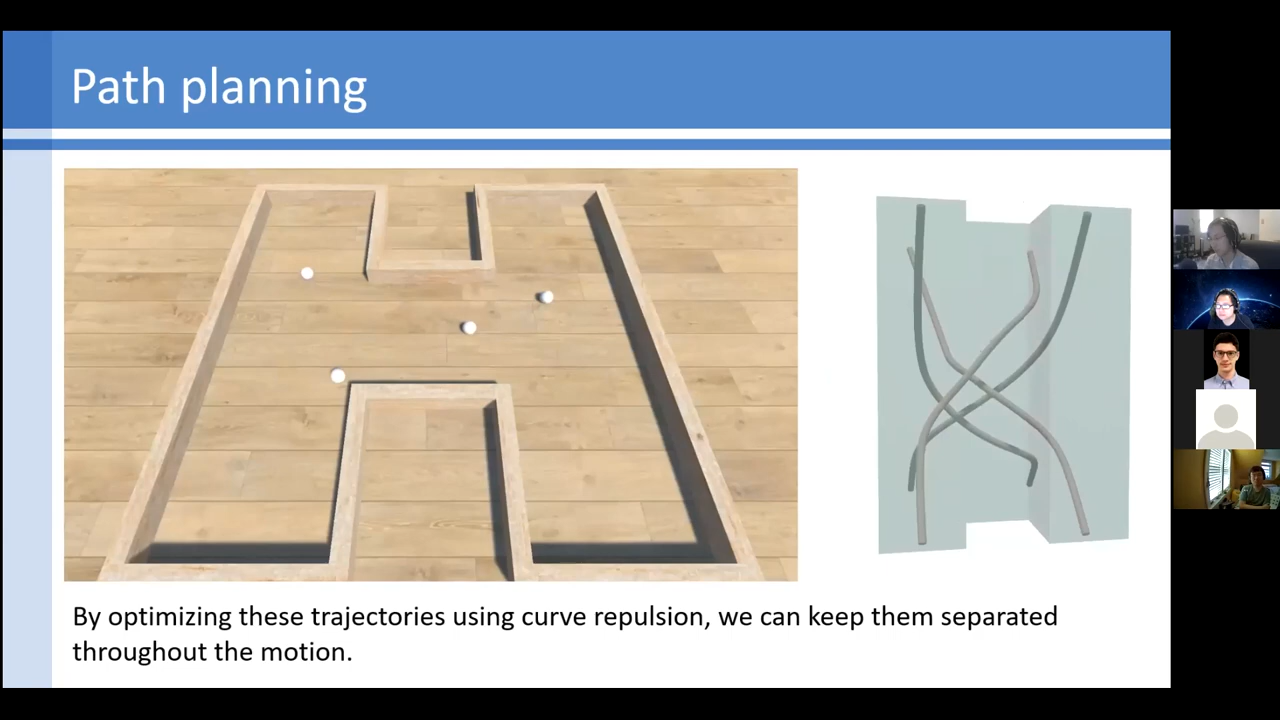 Path planning
By optimizing these trajectories using curve repulsion, we can keep them separated
throughout the motion.